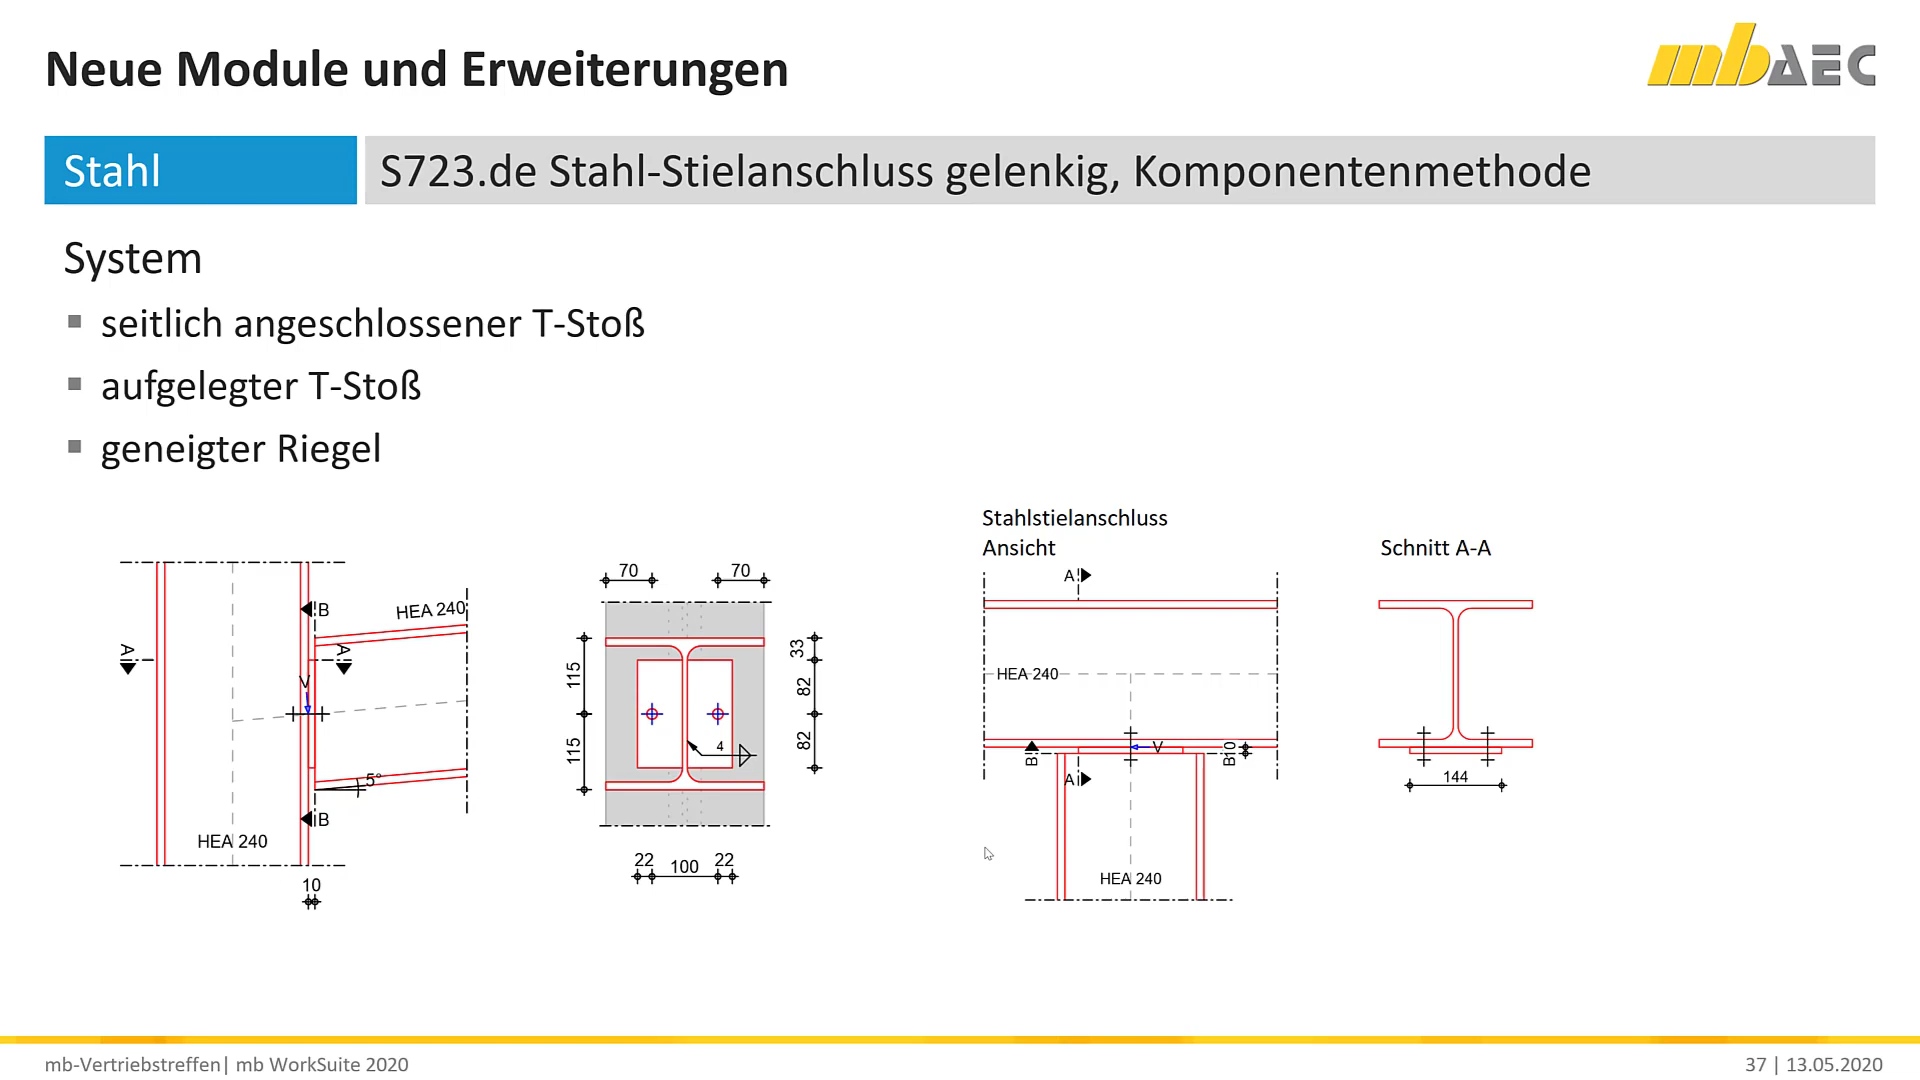 Neue Module und Erweiterungen
mbAEC
Stahl
S723.de Stahl-Stielanschluss gelenkig, Komponentenmethode
System
▪ seitlich angeschlossener T-Stoß
▪ aufgelegter T-Stoß
▪ geneigter Riegel
B
HEA 240
A
A
V
5°
B
HEA 240
10
70
70
115
115
33
82
82
4
22
100
22
Stahlstielanschluss
Ansicht
A
HEA 240
V
B
B
10
A
HEA 240
Schnitt A-A
144
mb-Vertriebstreffen| mb WorkSuite 2020
37 | 13.05.2020